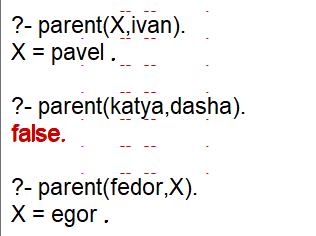 ?- parent(X,ivan).
X = pavel .
?- parent(katya,dasha).
false.
?- parent(fedor,X).
X = egor .